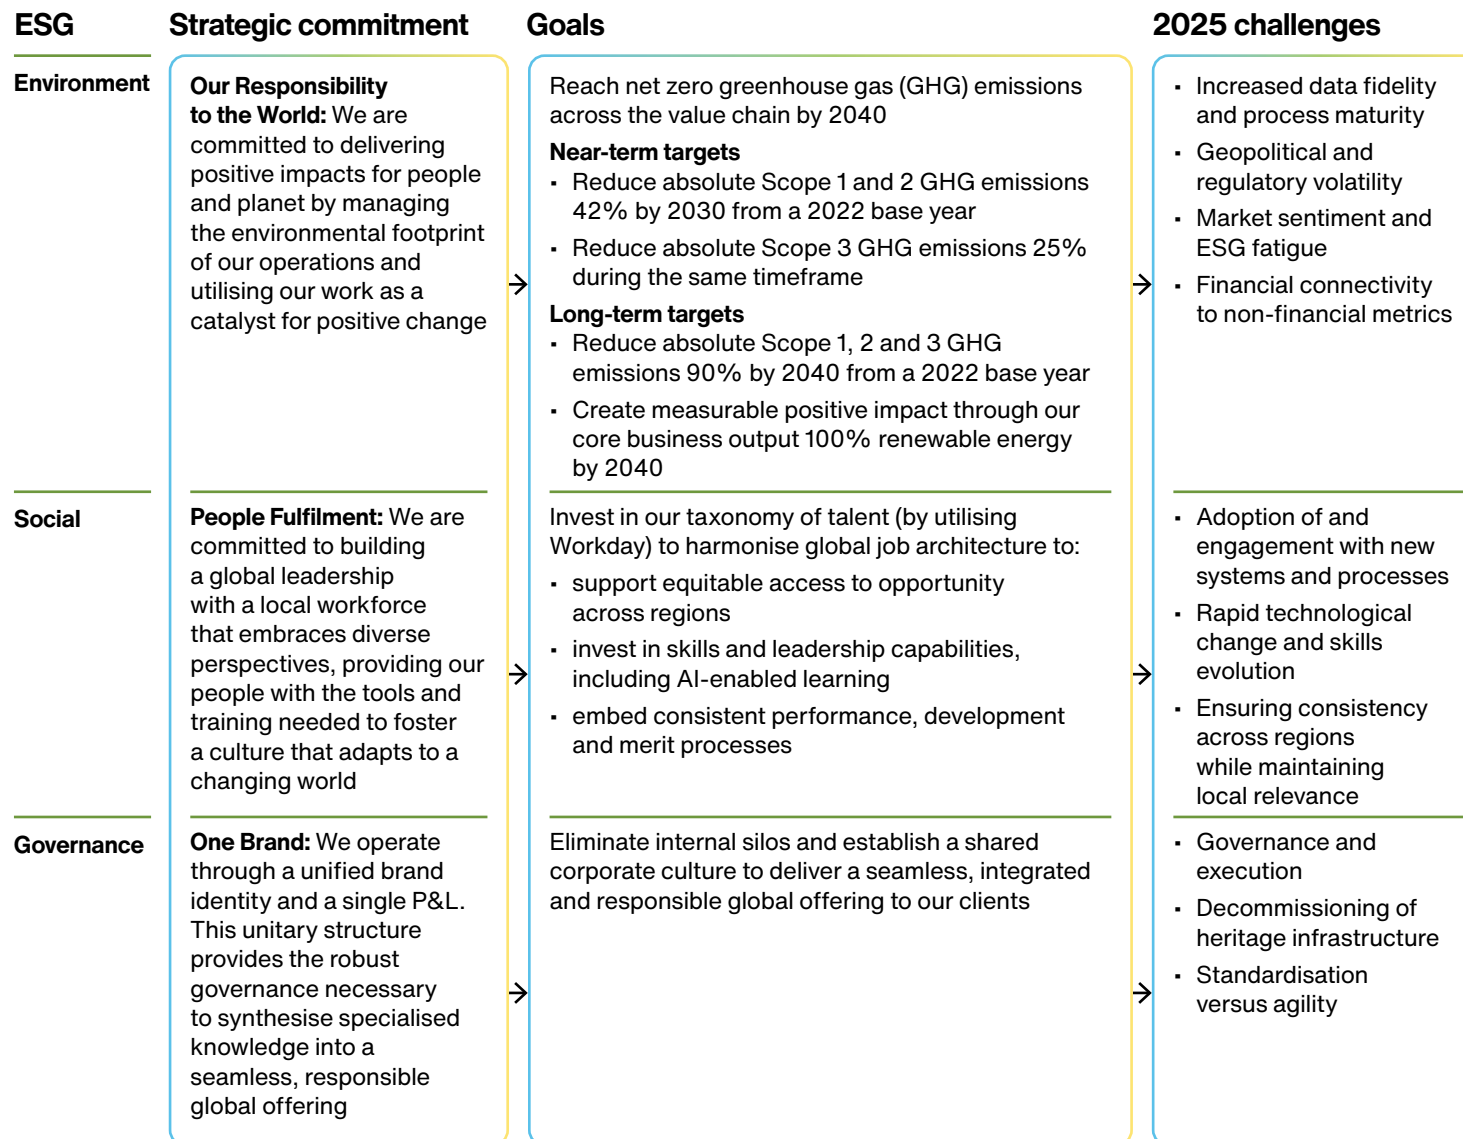 ESG
Strategic commitment
Goals
2025 challenges
Environment
Our Responsibility
to the World: We are
committed to delivering
positive impacts for people
and planet by managing
the environmental footprint
of our operations and
utilising our work as a
catalyst for positive change
Reach net zero greenhouse gas (GHG) emissions
across the value chain by 2040
Near-term targets
▪ Reduce absolute Scope 1 and 2 GHG emissions
42% by 2030 from a 2022 base year
▪ Reduce absolute Scope 3 GHG emissions 25%
during the same timeframe
Long-term targets
▪ Reduce absolute Scope 1, 2 and 3 GHG
emissions 90% by 2040 from a 2022 base year
▪ Create measurable positive impact through our
core business output 100% renewable energy
by 2040
▪ Increased data fidelity
and process maturity
▪ Geopolitical and
regulatory volatility
▪ Market sentiment and
ESG fatigue
▪ Financial connectivity
to non-financial metrics
Social
People Fulfilment: We are
committed to building
a global leadership
with a local workforce
that embraces diverse
perspectives, providing our
people with the tools and
training needed to foster
a culture that adapts to a
changing world
Invest in our taxonomy of talent (by utilising
Workday) to harmonise global job architecture to:
▪ support equitable access to opportunity
across regions
▪ invest in skills and leadership capabilities,
including AI-enabled learning
▪ embed consistent performance, development
and merit processes
▪ Adoption of and
engagement with new
systems and processes
▪ Rapid technological
change and skills
evolution
▪ Ensuring consistency
across regions
while maintaining
local relevance
Governance
One Brand: We operate
through a unified brand
identity and a single P&L.
This unitary structure
provides the robust
governance necessary
to synthesise specialised
knowledge into a
seamless, responsible
global offering
Eliminate internal silos and establish a shared
corporate culture to deliver a seamless, integrated
and responsible global offering to our clients
▪ Governance and
execution
▪ Decommissioning of
heritage infrastructure
▪ Standardisation
versus agility